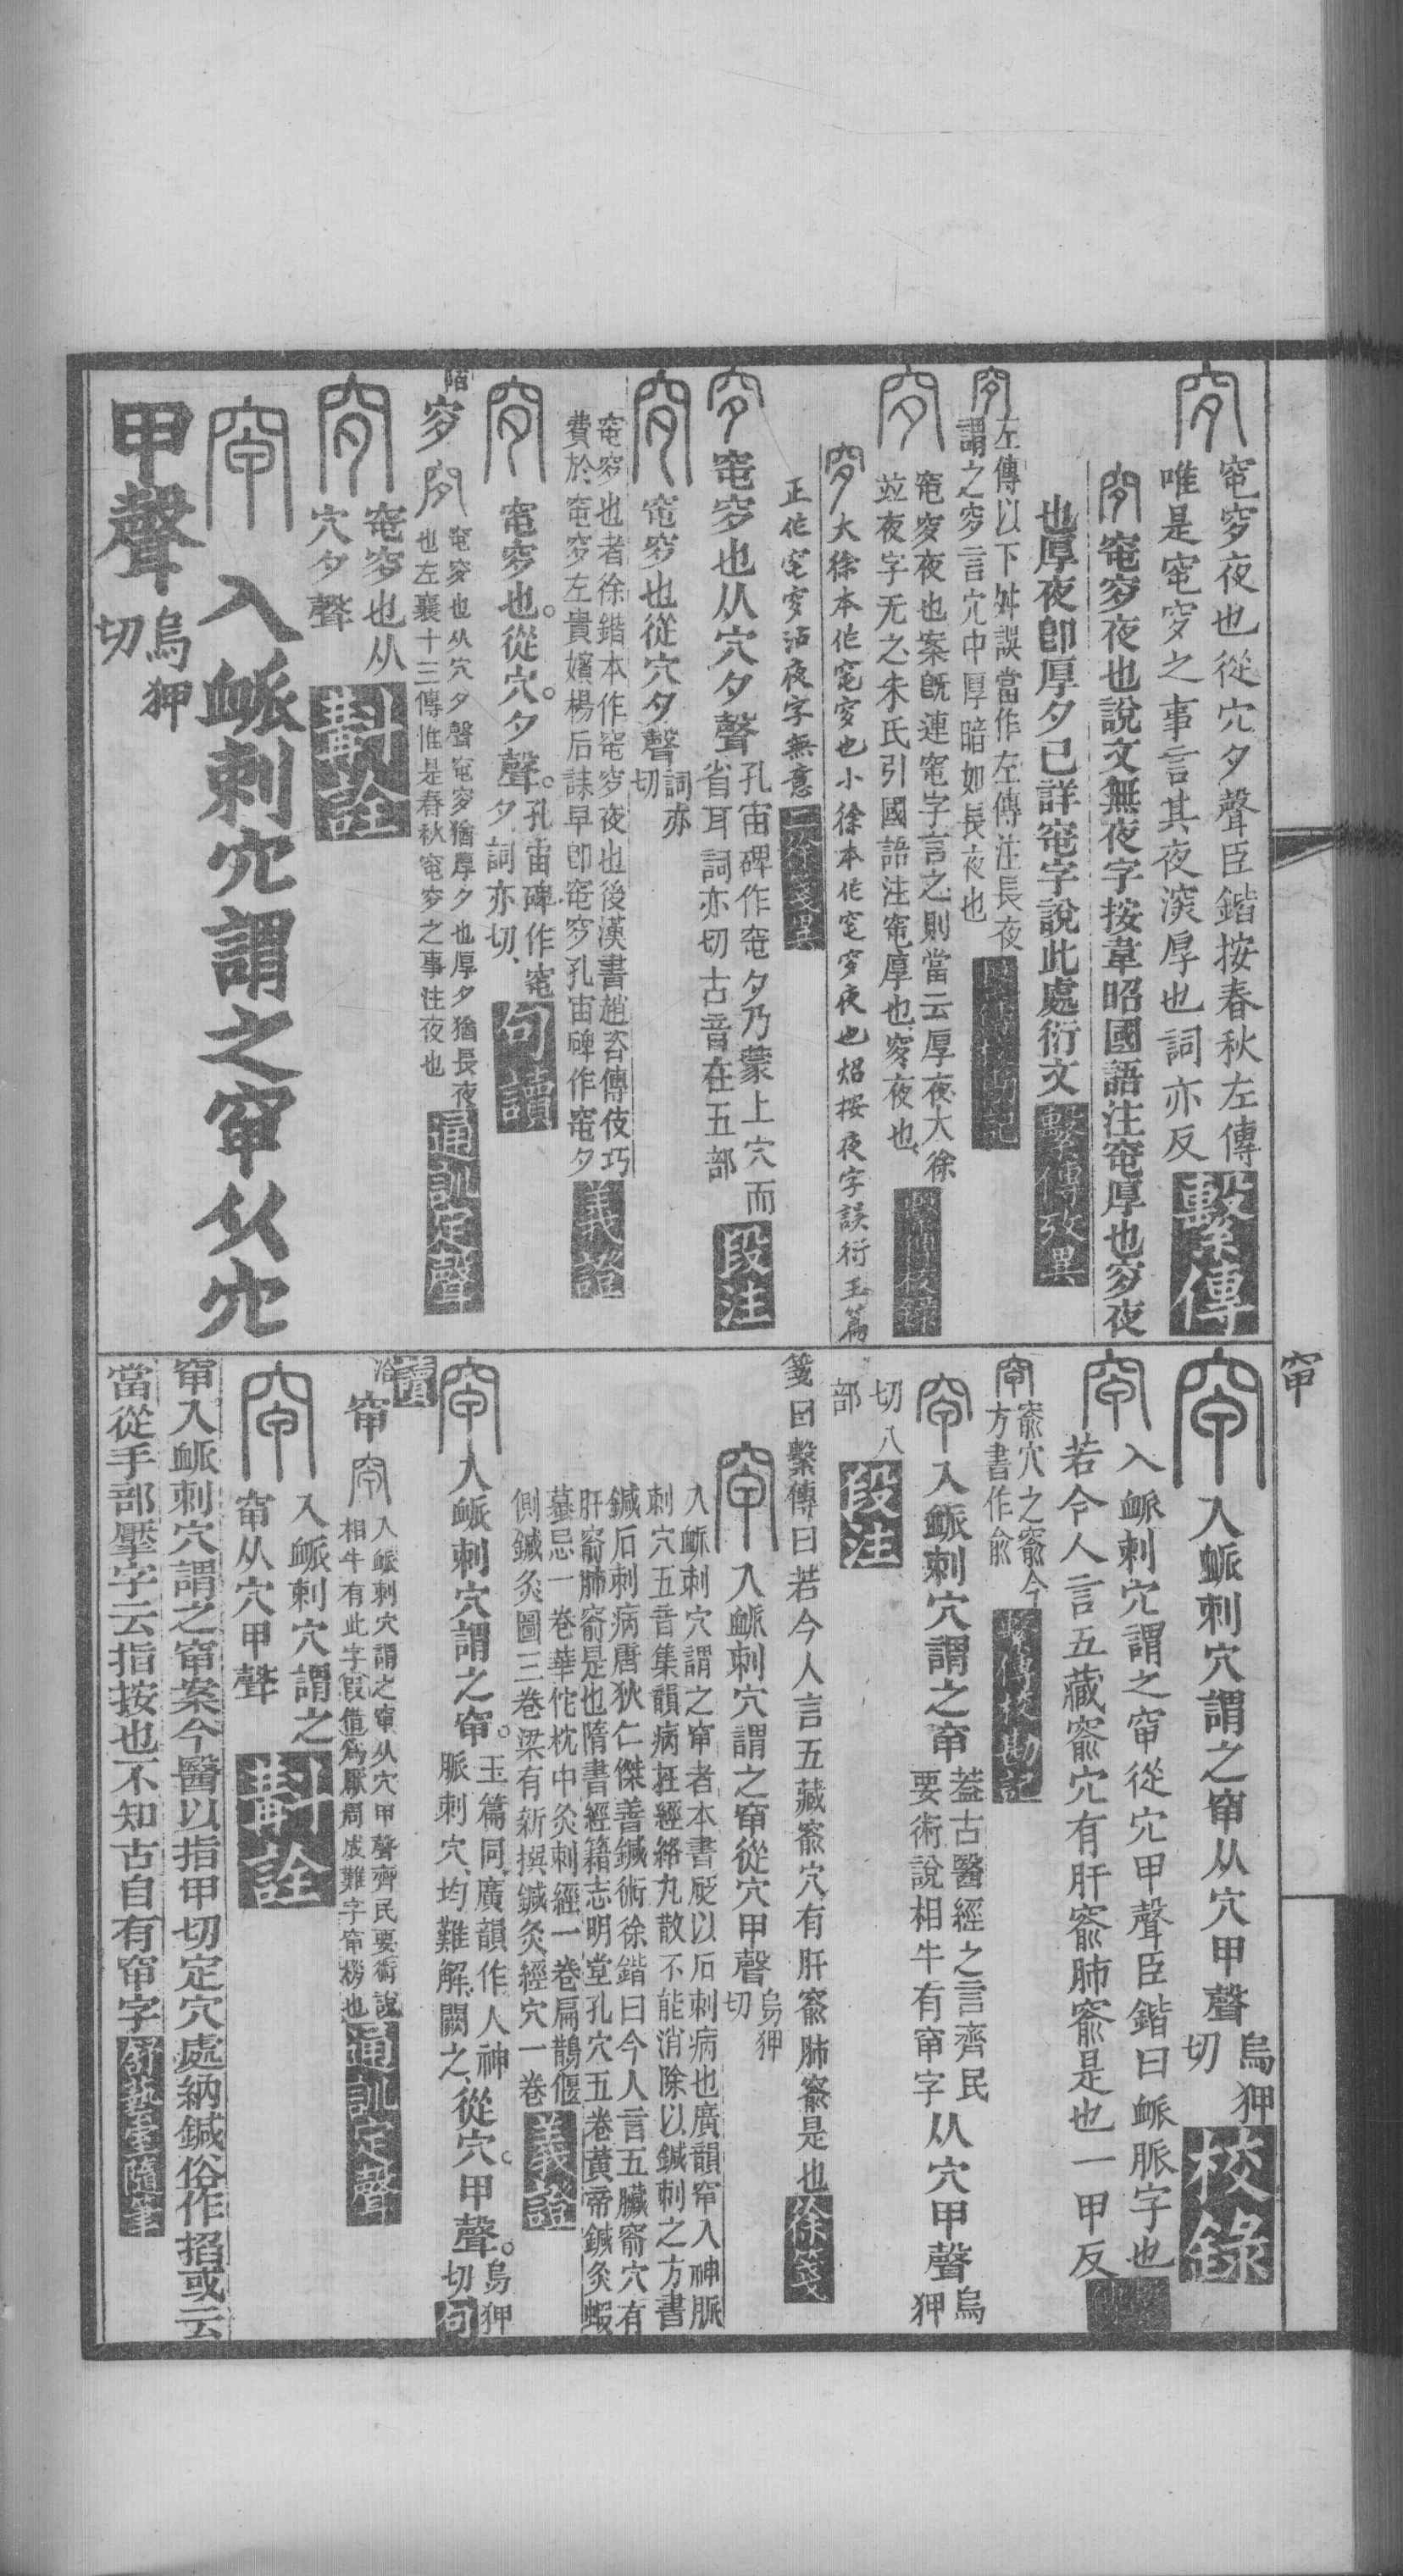 窀穸夜也從穴夕聲臣鍇按春秋左傳
唯是窀穸之事言其夜深厚也詞亦反
繫傳
窀穸夜也說文無夜字按韋昭國語注窀厚也穸夜
也厚夜卽厚夕已詳窀字說此處衍文
繫傳攷異
左傳以下舛誤當作左傳注長夜
謂之穸言穴中厚暗如長夜也
窀穸夜也案旣連窀字言之則當云厚夜大徐
竝夜字无之朱氏引國語注窀厚也穸夜也
繫傳校錄
穸大徐本作窀穸也小徐本作窀穸夜也炤按夜字誤衍玉篇
正作窀穸沽夜字無意
二徐箋異
窀穸也从穴夕聲
孔宙碑作窀夕乃蒙上穴而
省耳詞亦切古音在五部
段注
窀穸也從穴夕聲
詞亦
切
窀穸也者徐鍇本作窀穸夜也後漢書趙咨傳伎巧
費於窀穸左貴嬪楊后誄早卽窀穸孔宙碑作窀夕
義證
窀穸也。從穴。夕聲。
孔宙碑作窀
夕、詞亦切、
句讀
陌
穸
窀穸也从穴夕聲窀穸猶厚夕也厚夕猶長夜
也左襄十三傳惟是春秋窀穸之事注夜也
通訓定聲
窀穸也从
穴夕聲
斠詮
入衇刺穴謂之窜从穴
甲聲
烏狎
切
窜
入衇刺穴謂之窜从穴甲聲
烏狎
切
校錄
入衇刺穴謂之窜從穴甲聲臣鍇曰衇脈字也
若今人言五藏窬穴有肝窬肺窬是也一甲反
窬穴之窬今
方書作俞
繫傳校勘記
入衇刺穴謂之窜
葢古醫經之言齊民
要術說相牛有窜字
从穴甲聲
烏
狎
切八
部
段注
箋曰繫傳曰若今人言五藏窬穴有肝窬肺窬是也
徐箋
入衇刺穴謂之窜從穴甲聲
烏狎
切
入衇刺穴謂之窜者本書砭以石刺病也廣韻窜入神脈
刺穴五音集韻病在經絡丸散不能消除以鍼刺之方書
鍼石刺病唐狄仁傑善鍼術徐鍇曰今人言五臟窬穴有
肝窬肺窬是也隋書經籍志明堂孔穴五卷黃帝鍼灸蝦
蟇忌一卷華佗枕中灸刺經一卷扁鵲偃
側鍼灸圖三卷梁有新撰鍼灸經穴一卷
義證
入衇刺穴謂之窜。
玉篇同、廣韻作人神
脈刺穴、均難解、闕之、
從穴。甲聲。
烏狎
切
句
讀
洽
窜
入衇刺穴謂之窜从穴甲聲齊民要術說
相牛有此字叚借爲厭周成難字窜榜也
通訓定聲
入衇刺穴謂之
窜从穴甲聲
斠詮
窜入衇刺穴謂之窜案今醫以指甲切定穴處納鍼俗作掐或云
當從手部壓字云指按也不知古自有窜字
舒藝室隨筆